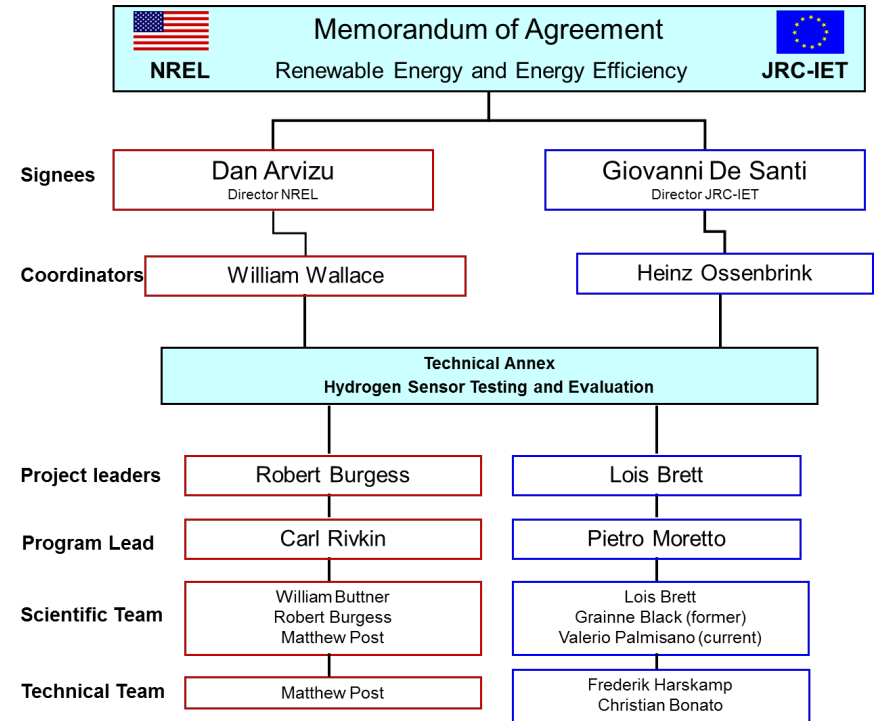 Memorandum of Agreement
NREL
Renewable Energy and Energy Efficiency
JRC-IET
Signees
Dan Arvizu
Director NREL
Giovanni De Santi
Director JRC-IET
Coordinators
William Wallace
Heinz Ossenbrink
Technical Annex
Hydrogen Sensor Testing and Evaluation
Project leaders
Robert Burgess
Lois Brett
Program Lead
Carl Rivkin
Pietro Moretto
Scientific Team
William Buttner
Robert Burgess
Matthew Post
Lois Brett
Grainne Black (former)
Valerio Palmisano (current)
Technical Team
Matthew Post
Frederik Harskamp
Christian Bonato